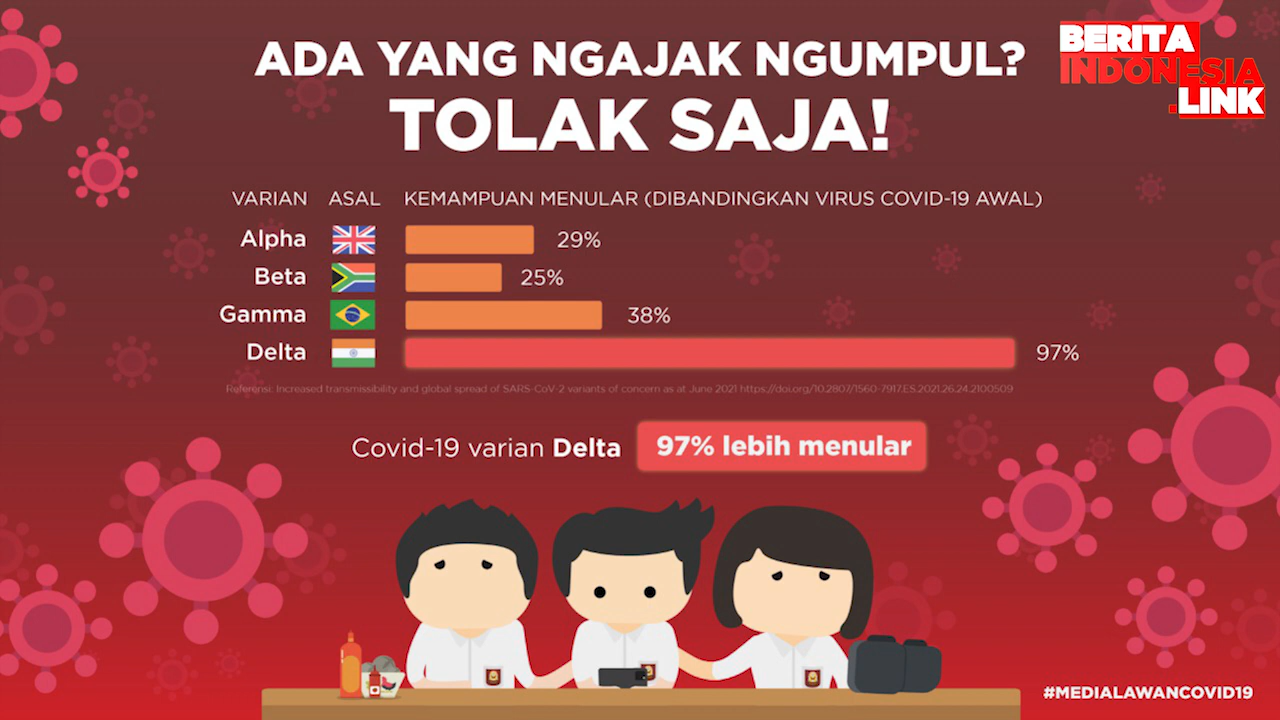 ADA YANG NGAJAK NGUMPUL?
TOLAK SAJA!
BERITA
INDONESIA
.LINK
VARIAN ASAL KEMAMPUAN MENULAR (DIBANDINGKAN VIRUS COVID-19 AWAL)
Alpha 29%
Beta 25%
Gamma 38%
Delta 97%
Referensi: Increased transmissibility and global spread of SARS-CoV-2 variants of concern as at June 2021 https://doi.org/10.2807/1560-7917.ES.2021.26.24.2100509
Covid-19 varian Delta 97% lebih menular
#MEDIALAWANCOVID19